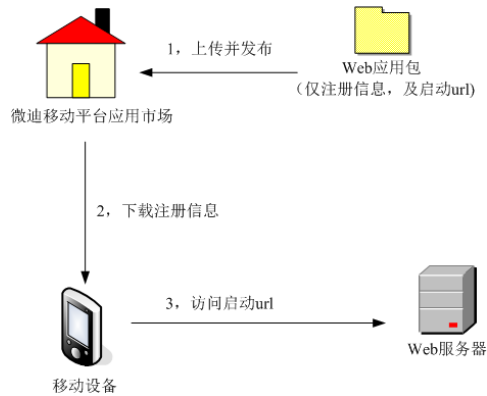 1，上传并发布
Web应用包
（仅注册信息，及启动url)
微迪移动平台应用市场
2，下载注册信息
3，访问启动url
Web服务器
移动设备